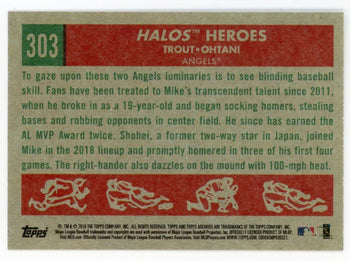 303
HALOS™ HEROES
TROUT • OHTANI
ANGELS®
To gaze upon these two Angels luminaries is to see blinding baseball
skill. Fans have been treated to Mike's transcendent talent since 2011,
when he broke in as a 19-year-old and began socking homers, stealing
bases and robbing opponents in center field. He since has earned the
AL MVP Award twice. Shohei, a former two-way star in Japan, joined
Mike in the 2018 lineup and promptly homered in three of his first four
games. The right-hander also dazzles on the mound with 100-mph heat.
Topps